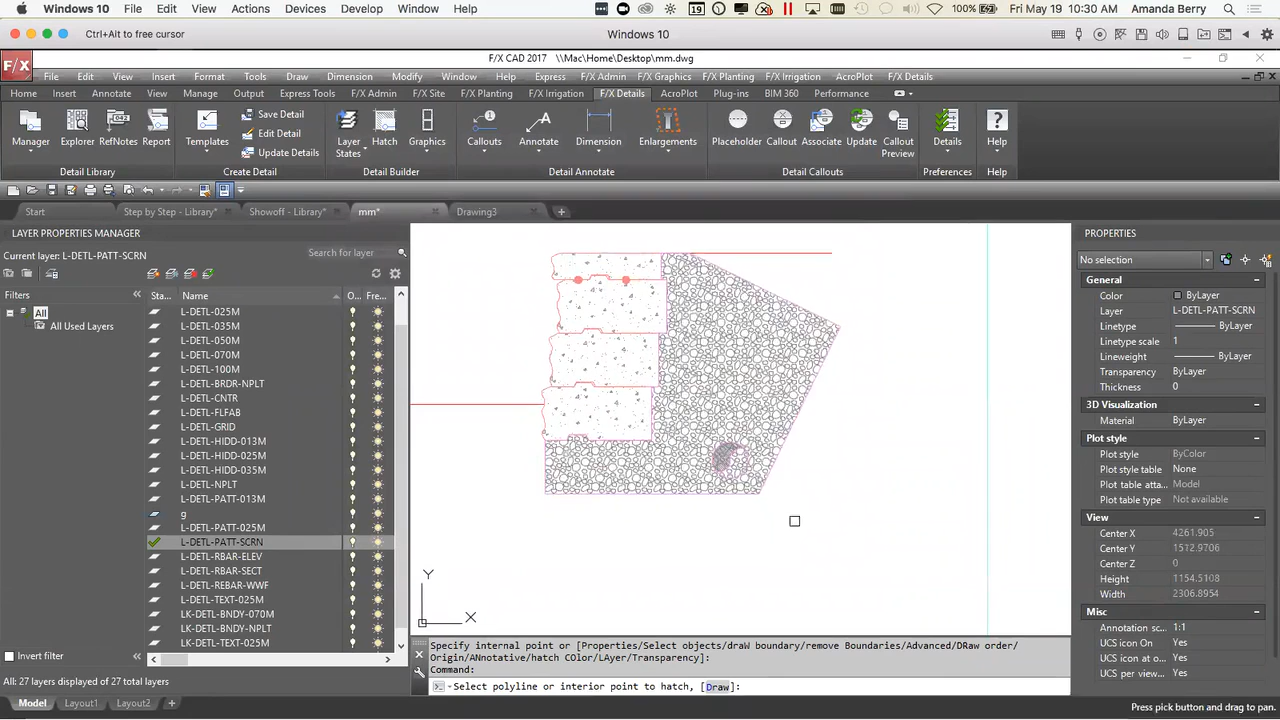 Windows 10 File Edit View Actions Devices Develop Window Help 100% Fri May 19 10:30 AM Amanda Berry
Ctrl+Alt to free cursor Windows 10
F/X CAD 2017 \\Mac\Home\Desktop\mm.dwg
F/X File Edit View Insert Format Tools Draw Dimension Modify Window Help Express F/X Admin F/X Graphics F/X Planting F/X Irrigation AcroPlot F/X Details
Home Insert Annotate View Manage Output Express Tools F/X Admin F/X Site F/X Planting F/X Irrigation F/X Details AcroPlot Plug-ins BIM 360 Performance
Manager Explorer RefNotes Report Templates Save Detail Edit Detail Update Details Layer States Hatch Graphics Callouts Annotate Dimension Enlargements Placeholder Callout Associate Update Callout Preview Details Help
Detail Library Create Detail Detail Builder Detail Annotate Detail Callouts Preferences Help
Start Step by Step - Library* Showoff - Library* mm* Drawing3
LAYER PROPERTIES MANAGER
Current layer: L-DETL-PATT-SCRN Search for layer
Filters
All
All Used Layers
Invert filter
Sta... Name O... Fre...
L-DETL-025M
L-DETL-035M
L-DETL-050M
L-DETL-070M
L-DETL-100M
L-DETL-BRDR-NPLT
L-DETL-CNTR
L-DETL-FLFAB
L-DETL-GRID
L-DETL-HIDD-013M
L-DETL-HIDD-025M
L-DETL-HIDD-035M
L-DETL-NPLT
L-DETL-PATT-013M
g
L-DETL-PATT-025M
L-DETL-PATT-SCRN
L-DETL-RBAR-ELEV
L-DETL-RBAR-SECT
L-DETL-REBAR-WWF
L-DETL-TEXT-025M
LK-DETL-BNDY-070M
LK-DETL-BNDY-NPLT
LK-DETL-TEXT-025M
All: 27 layers displayed of 27 total layers
Y
X
Specify internal point or [Properties/Select objects/draW boundary/remove Boundaries/Advanced/DRaw order/
Origin/ANnotative/hatch COlor/LAyer/Transparency]:
Command:
Select polyline or interior point to hatch, [Draw]:
PROPERTIES
No selection
General
Color ByLayer
Layer L-DETL-PATT-SCRN
Linetype ByLayer
Linetype scale 1
Lineweight ByLayer
Transparency ByLayer
Thickness 0
3D Visualization
Material ByLayer
Plot style
Plot style ByColor
Plot style table None
Plot table atta... Model
Plot table type Not available
View
Center X 4261.905
Center Y 1512.9706
Center Z 0
Height 1154.5108
Width 2306.8954
Misc
Annotation sc... 1:1
UCS icon On Yes
UCS icon at o... Yes
UCS per view... Yes
Model Layout1 Layout2 Press pick button and drag to pan.